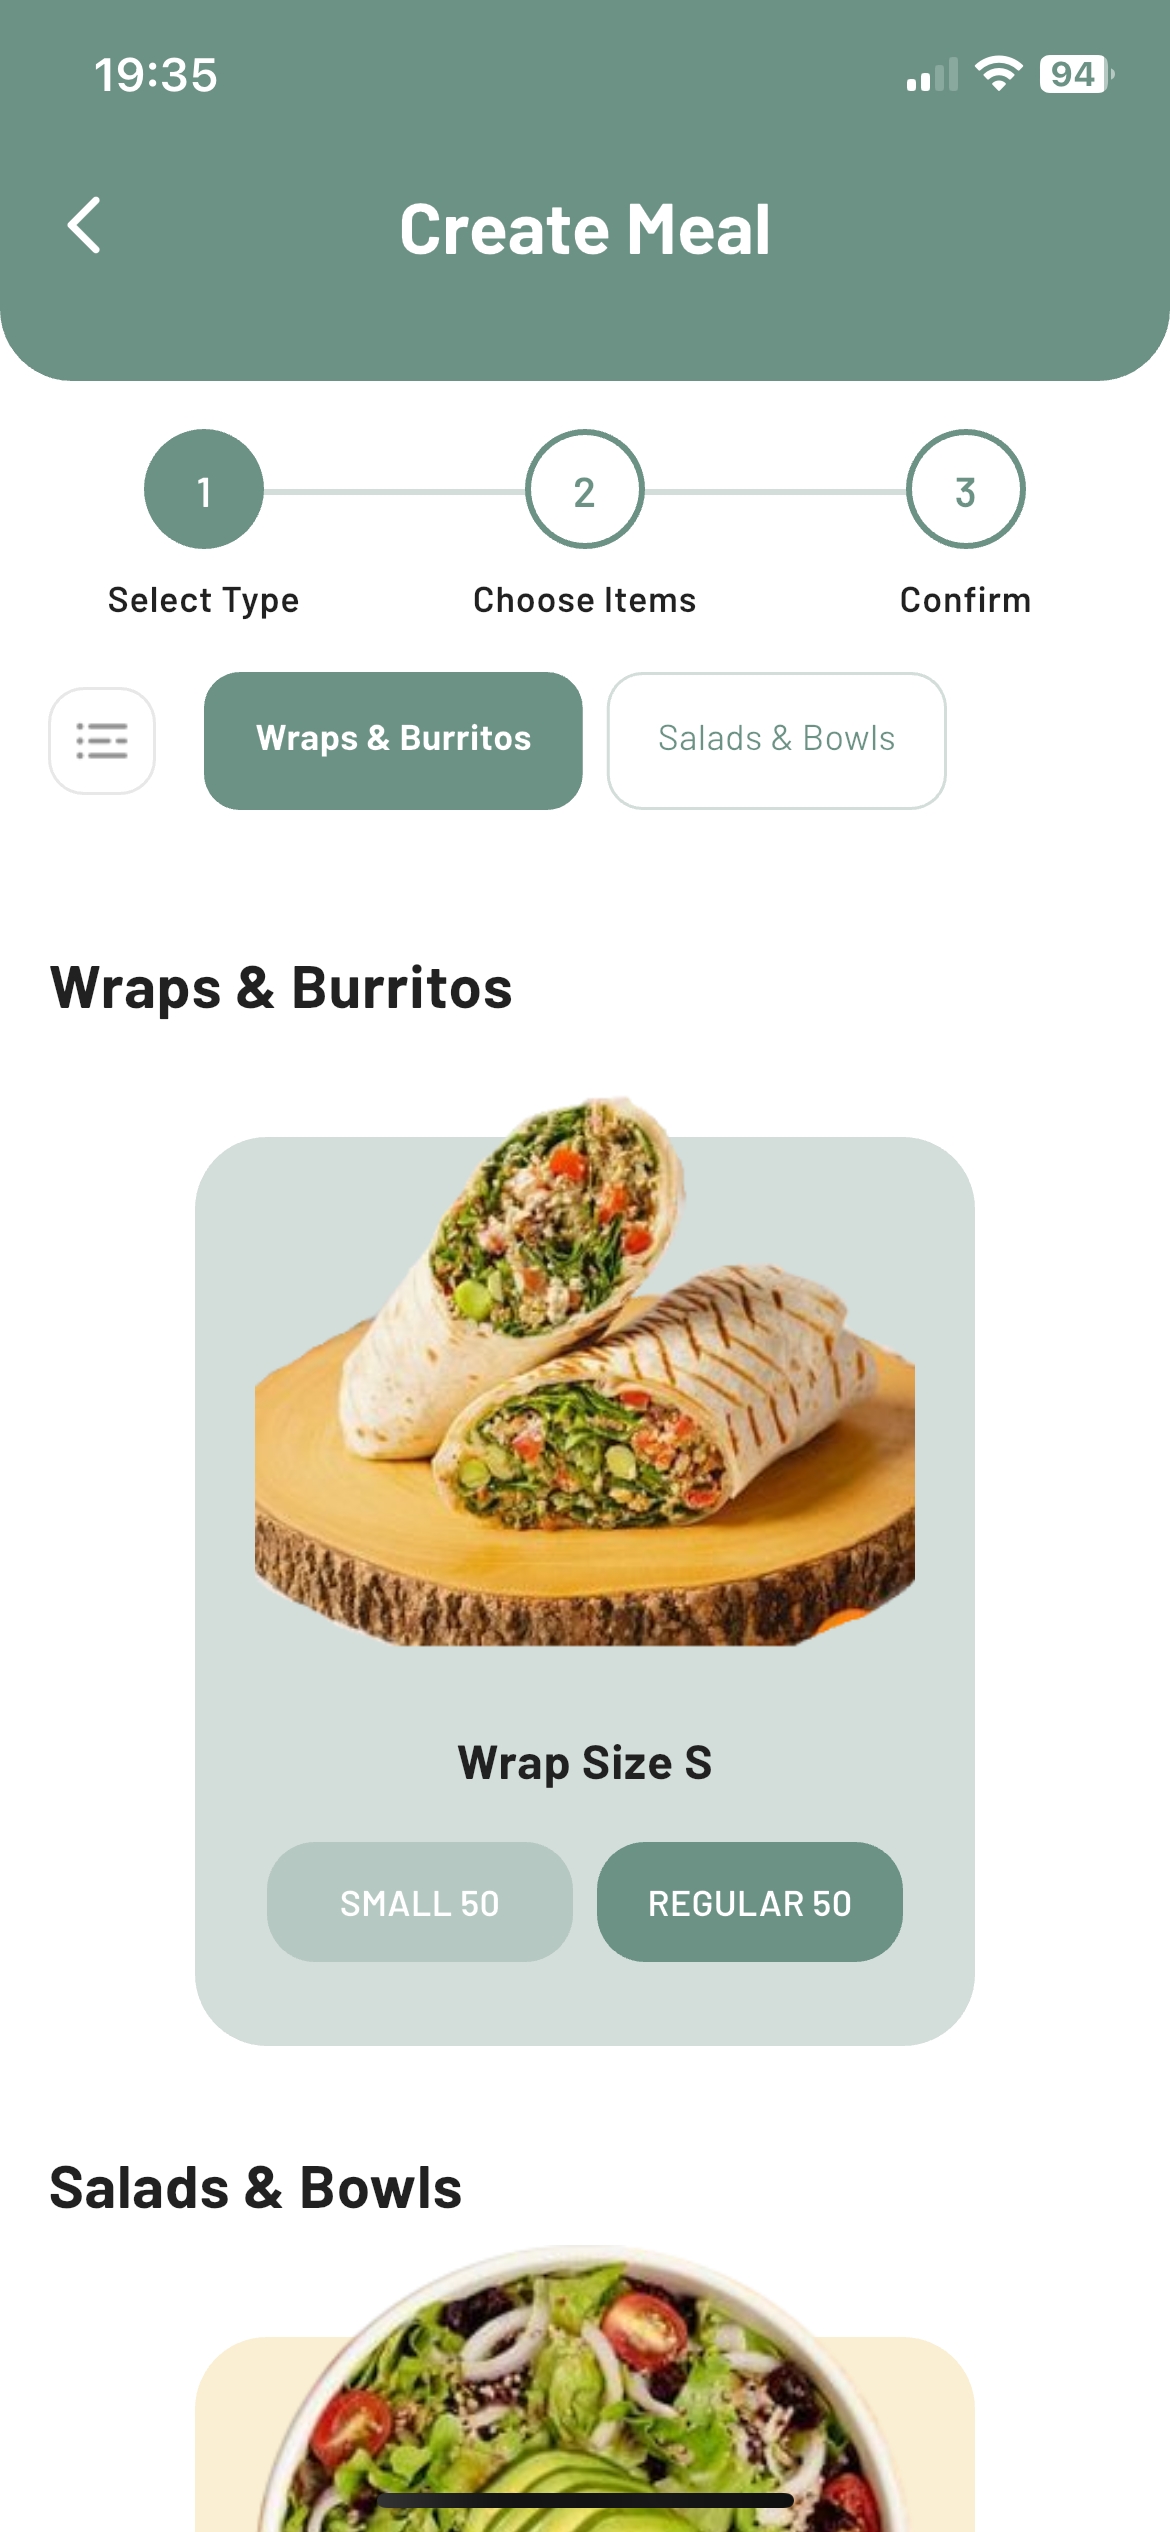 19:35
94
Create Meal
1
2
3
Select Type
Choose Items
Confirm
Wraps & Burritos
Salads & Bowls
Wraps & Burritos
Wrap Size S
SMALL 50
REGULAR 50
Salads & Bowls